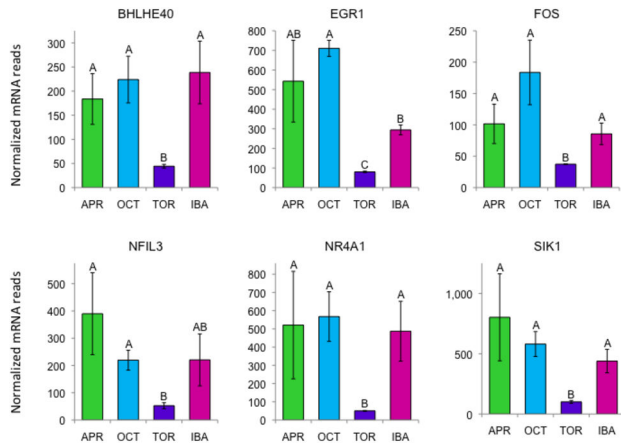 BHLHE40
EGR1
FOS
Normalized mRNA reads
250
200
150
100
50
0
A
A
B
A
APR
OCT
TOR
IBA
800
700
600
500
400
300
200
100
0
AB
A
C
B
APR
OCT
TOR
IBA
250
200
150
100
50
0
A
A
B
A
APR
OCT
TOR
IBA
NFIL3
NR4A1
SIK1
Normalized mRNA reads
500
400
300
200
100
0
A
A
B
AB
APR
OCT
TOR
IBA
800
700
600
500
400
300
200
100
0
A
A
B
A
APR
OCT
TOR
IBA
1,000
500
0
A
A
B
A
APR
OCT
TOR
IBA